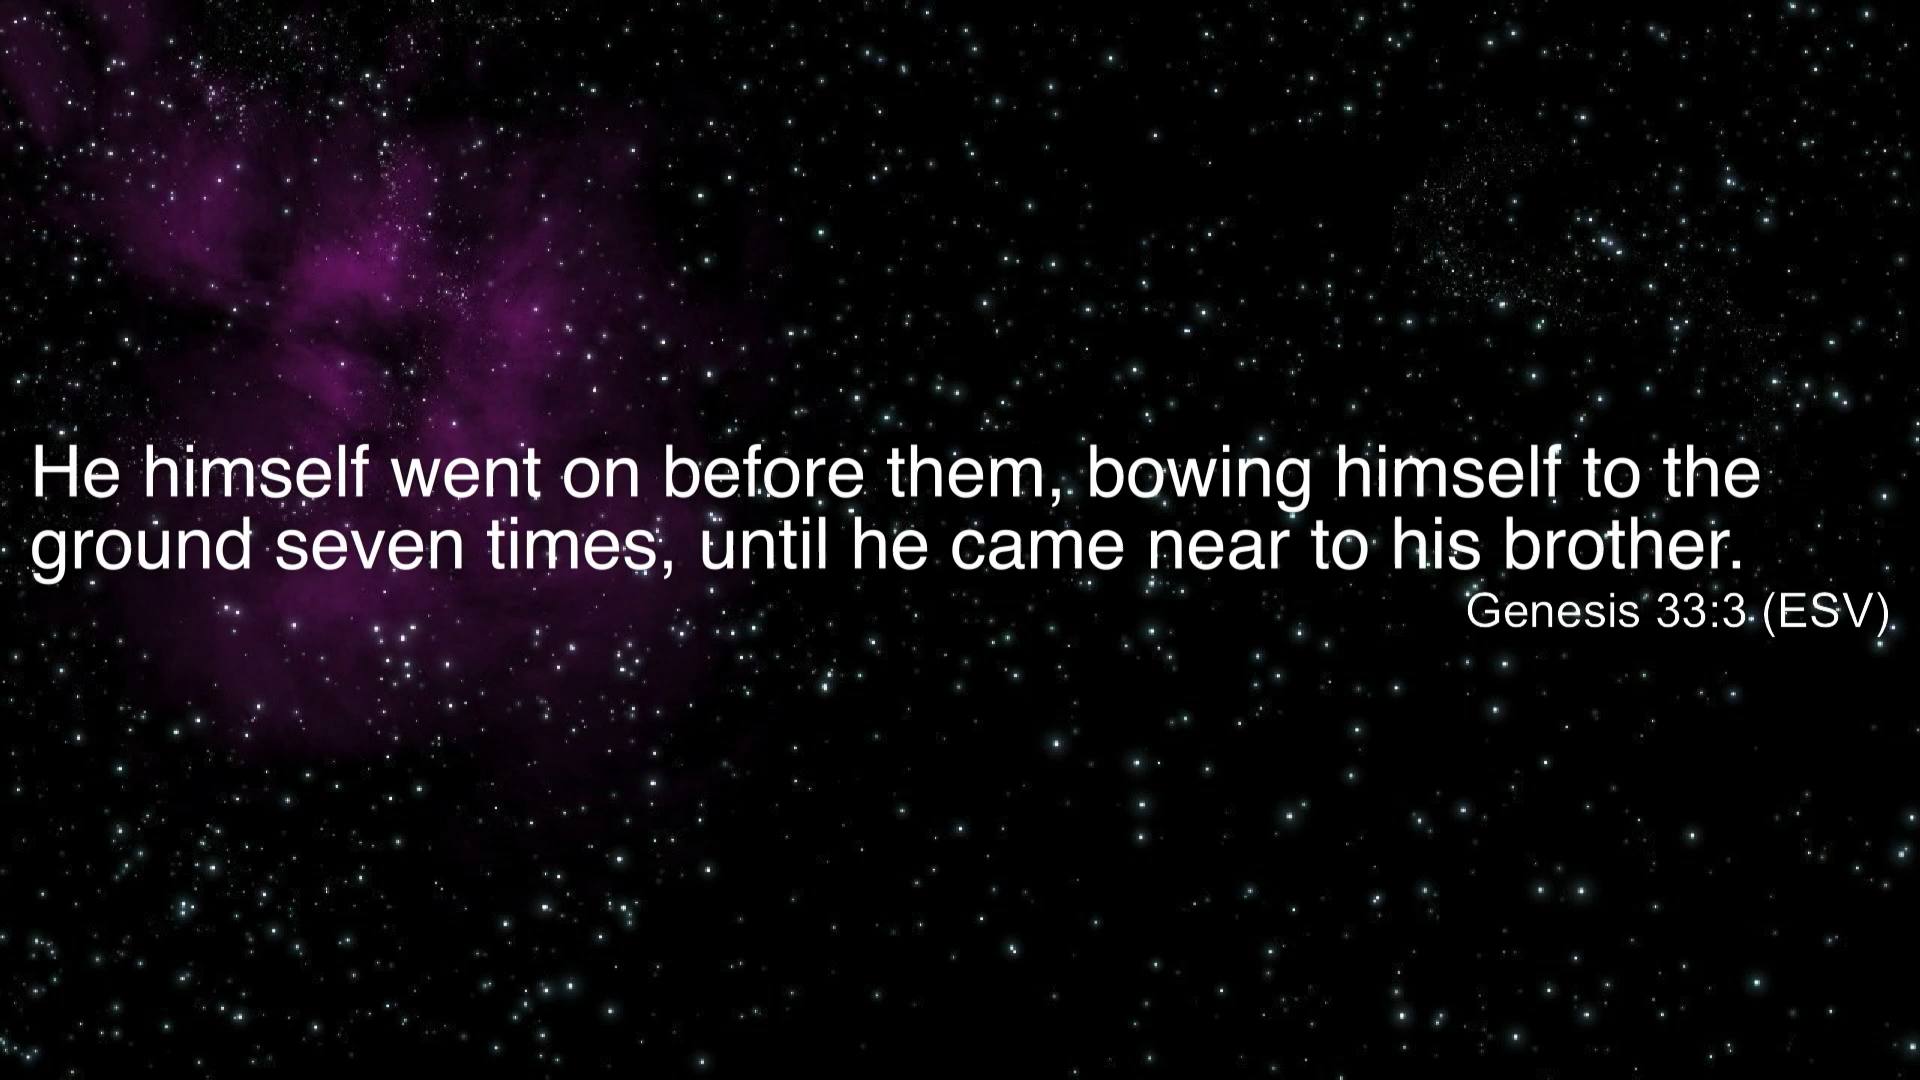 He himself went on before them, bowing himself to the
ground seven times, until he came near to his brother.
Genesis 33:3 (ESV)